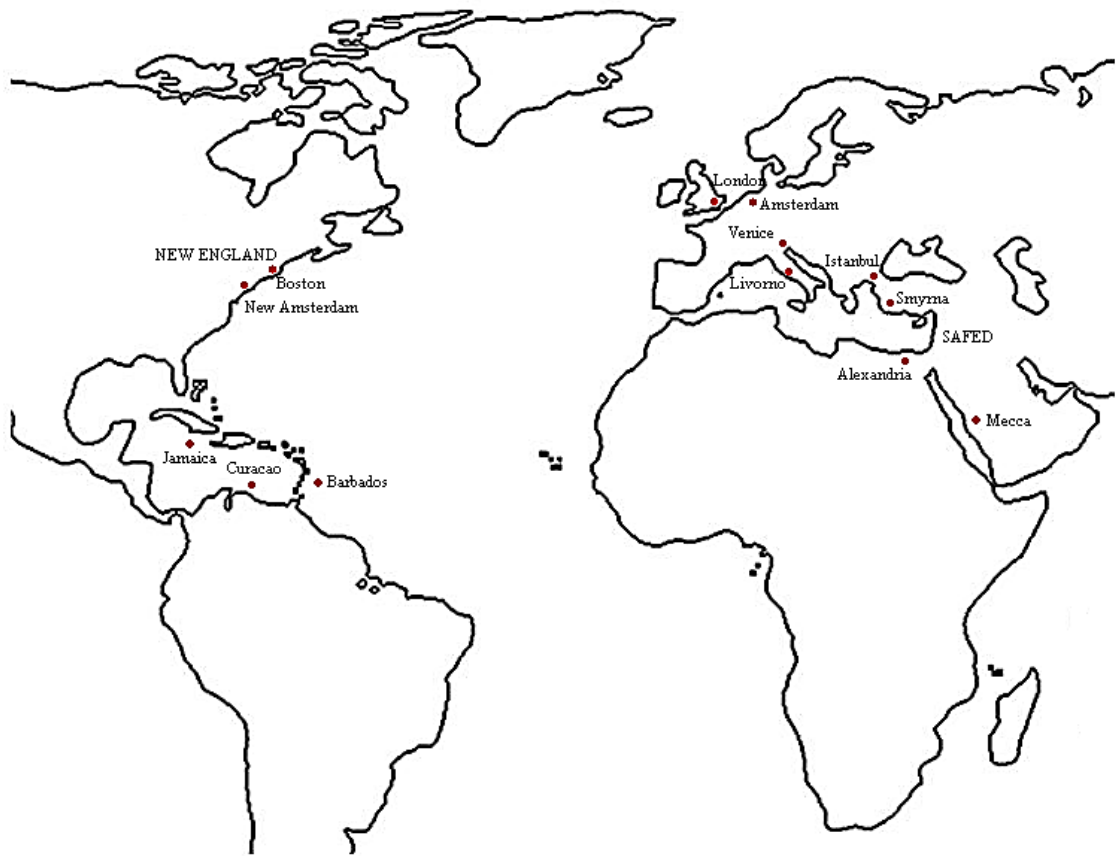 London
Amsterdam
Venice
NEW ENGLAND
Istanbul
Boston
Livorno
New Amsterdam
Smyrna
SAFED
Alexandria
Mecca
Jamaica
Curacao
Barbados